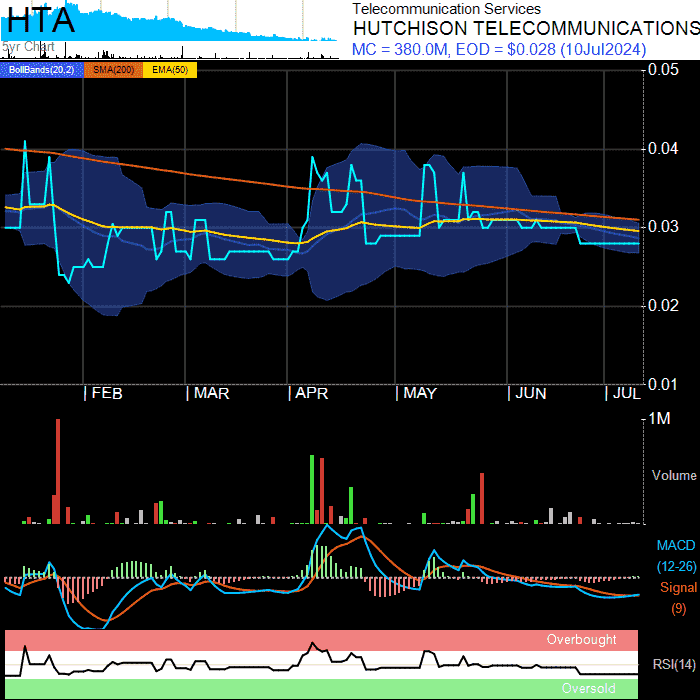 HTA
5yr Chart
Telecommunication Services
HUTCHISON TELECOMMUNICATIONS
MC = 380.0M, EOD = $0.028 (10Jul2024)
BollBands(20,2) SMA(200) EMA(50)
0.05
0.04
0.03
0.02
0.01
FEB MAR APR MAY JUN JUL
1M
Volume
MACD
(12-26)
Signal
(9)
Overbought
RSI(14)
Oversold